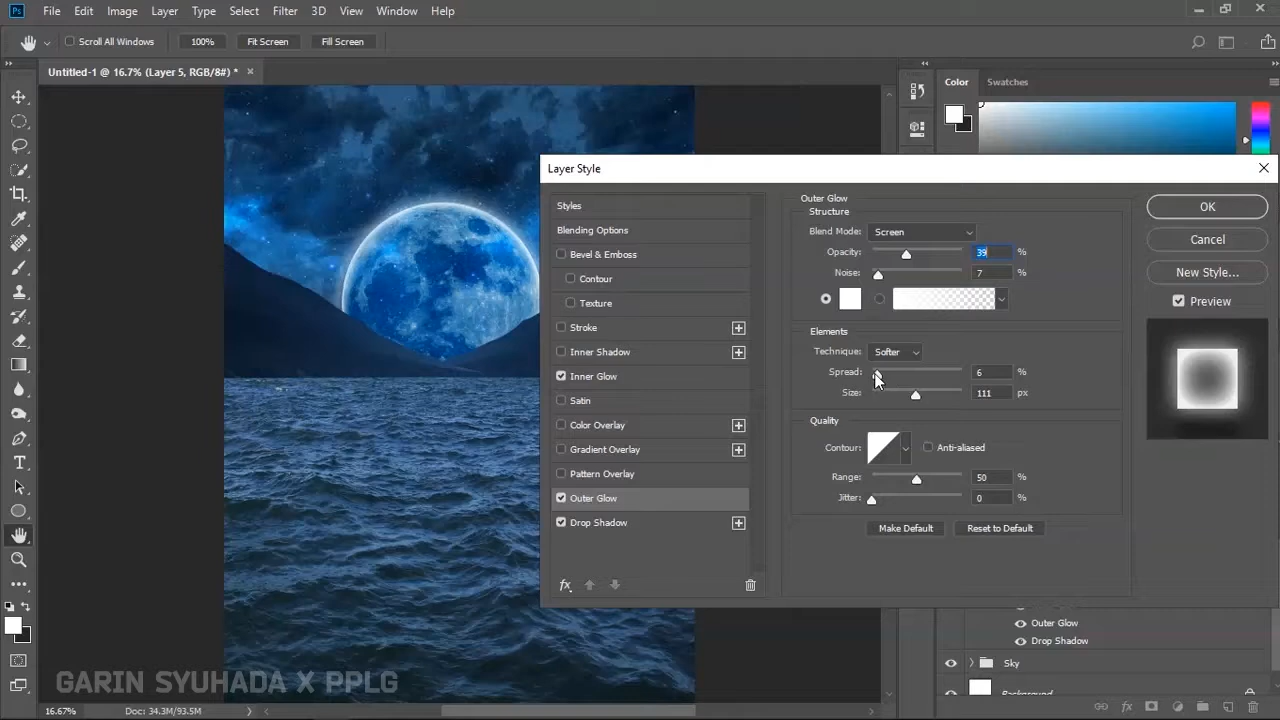 Ps File Edit Image Layer Type Select Filter 3D View Window Help
Scroll All Windows 100% Fit Screen Fill Screen
Untitled-1 @ 16.7% (Layer 5, RGB/8#) *
Color Swatches
Layer Style
Styles
Blending Options
Bevel & Emboss
Contour
Texture
Stroke
Inner Shadow
Inner Glow
Satin
Color Overlay
Gradient Overlay
Pattern Overlay
Outer Glow
Drop Shadow
fx
Outer Glow
Structure
Blend Mode: Screen
Opacity: 39 %
Noise: 7 %
Elements
Technique: Softer
Spread: 6 %
Size: 111 px
Quality
Contour: Anti-aliased
Range: 50 %
Jitter: 0 %
Make Default Reset to Default
OK
Cancel
New Style...
Preview
Outer Glow
Drop Shadow
Sky
Background
fx
GARIN SYUHADA X PPLG
16.67% Doc: 34.3M/93.5M